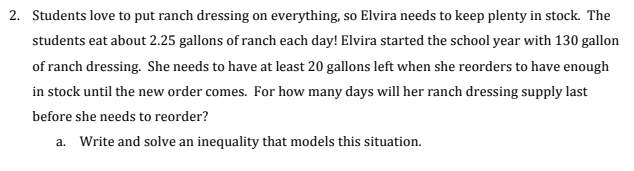 2. Students love to put ranch dressing on everything, so Elvira needs to keep plenty in stock. The
students eat about 2.25 gallons of ranch each day! Elvira started the school year with 130 gallon
of ranch dressing. She needs to have at least 20 gallons left when she reorders to have enough
in stock until the new order comes. For how many days will her ranch dressing supply last
before she needs to reorder?
a. Write and solve an inequality that models this situation.